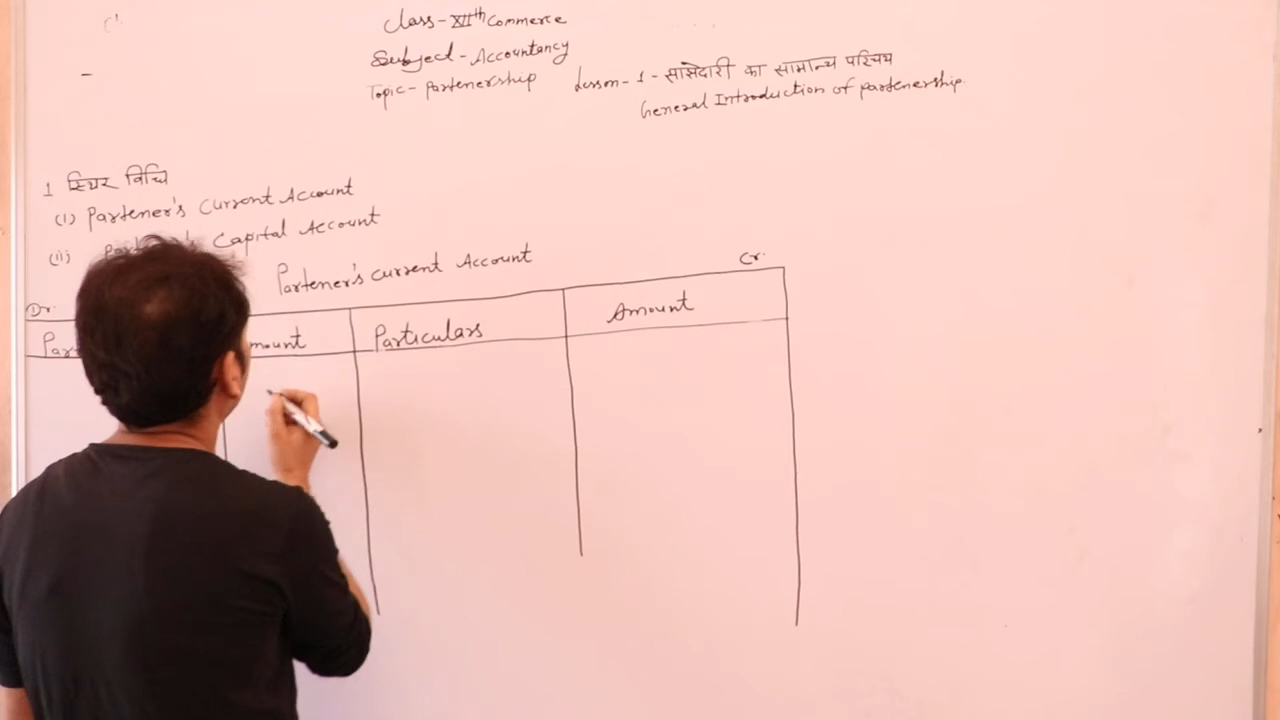 Class - XIIth Commerce
Subject - Accountancy
Topic - Partenership
Lesson - 1 - साझेदारी का सामान्य परिचय
General Introduction of partenership
1 स्थिर विधि
(i) Partener's Current Account
(ii) Capital Account
Partener's current Account
Dr. Cr.
Particulars Amount